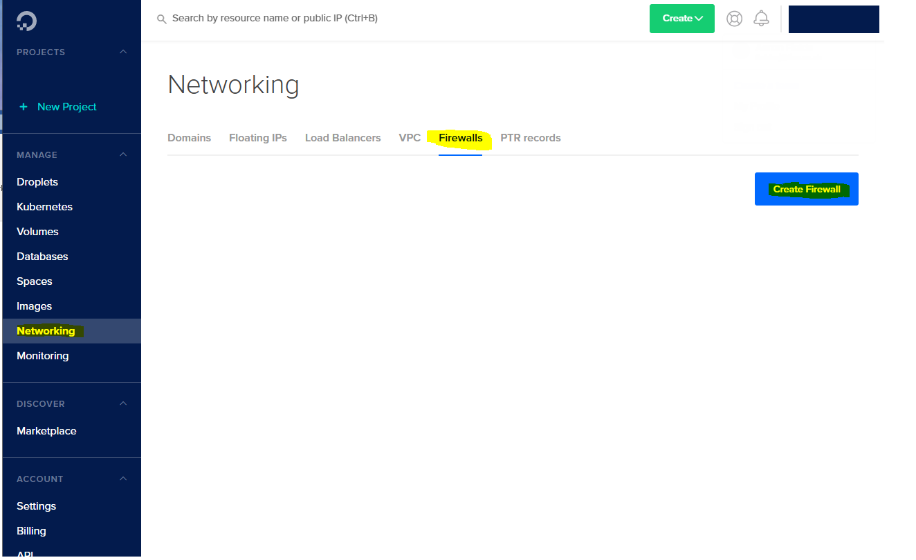 Search by resource name or public IP (Ctrl+B)
Create
PROJECTS
+ New Project
MANAGE
Droplets
Kubernetes
Volumes
Databases
Spaces
Images
Networking
Monitoring
DISCOVER
Marketplace
ACCOUNT
Settings
Billing
API
Networking
Domains Floating IPs Load Balancers VPC Firewalls PTR records
Create Firewall